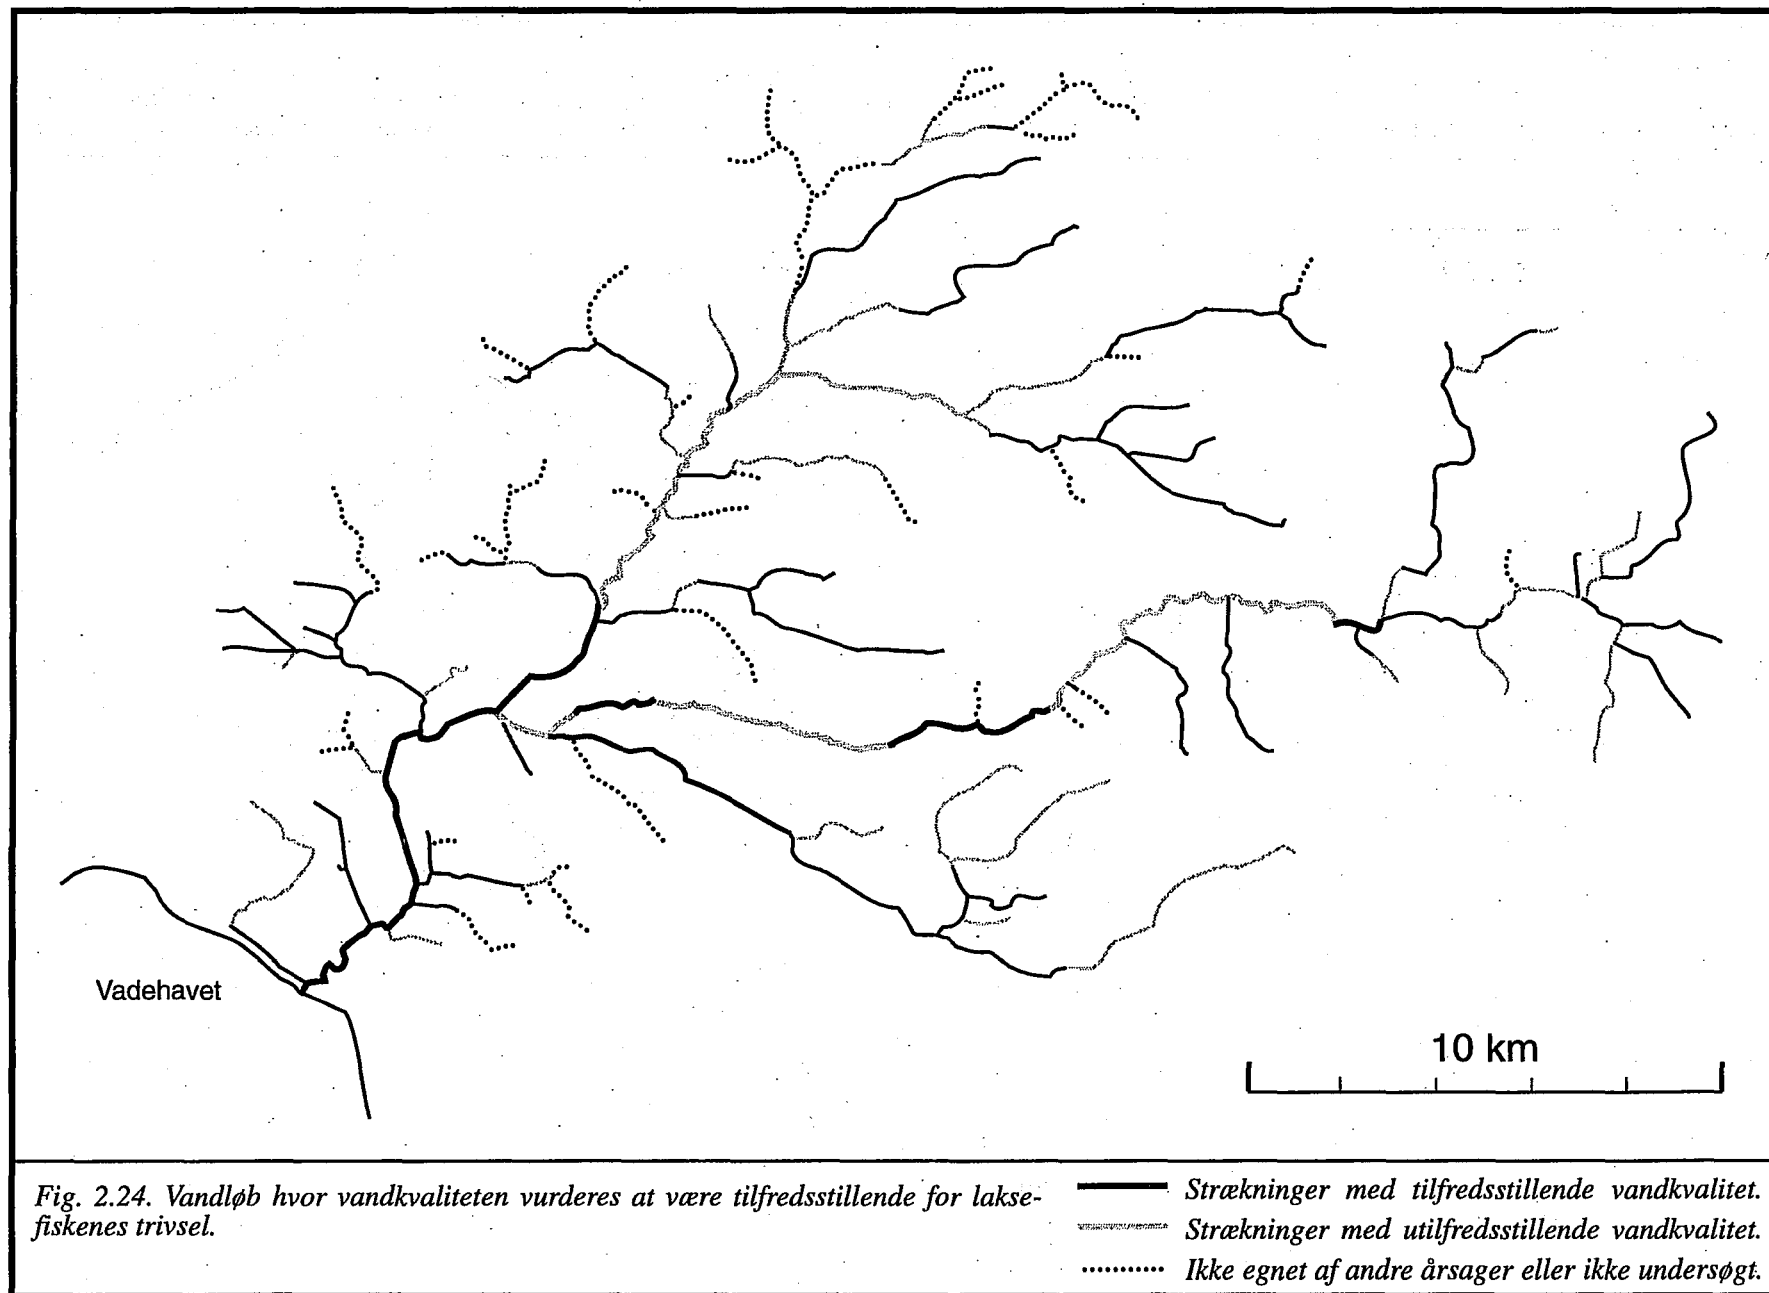 Vadehavet
10 km
Fig. 2.24. Vandløb hvor vandkvaliteten vurderes at være tilfredsstillende for lakse-
fiskenes trivsel.
Strækninger med tilfredsstillende vandkvalitet.
Strækninger med utilfredsstillende vandkvalitet.
Ikke egnet af andre årsager eller ikke undersøgt.